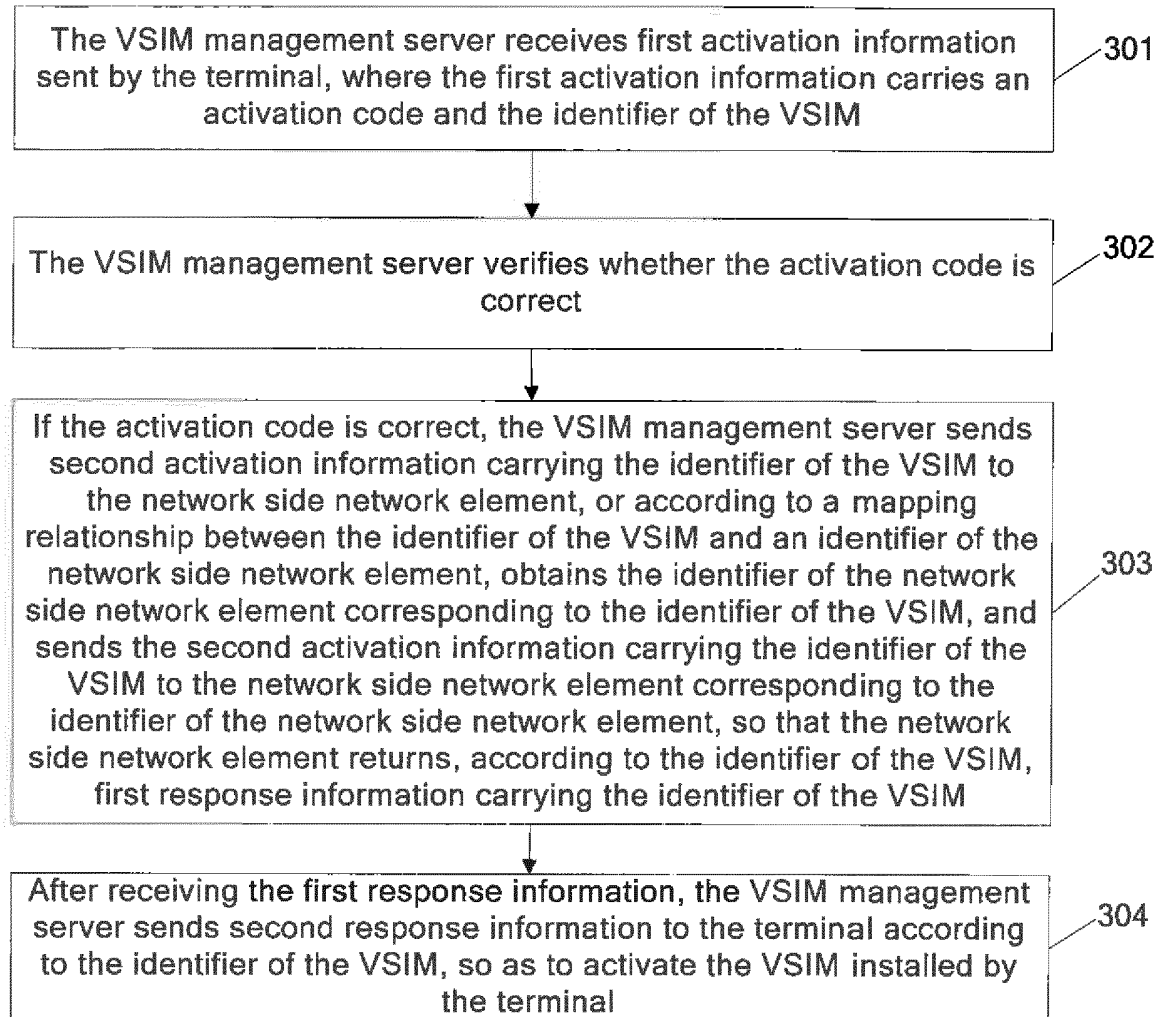 The VSIM management server receives first activation information
sent by the terminal, where the first activation information carries an
activation code and the identifier of the VSIM
301
The VSIM management server verifies whether the activation code is
correct
302
If the activation code is correct, the VSIM management server sends
second activation information carrying the identifier of the VSIM to
the network side network element, or according to a mapping
relationship between the identifier of the VSIM and an identifier of the
network side network element, obtains the identifier of the network
side network element corresponding to the identifier of the VSIM, and
sends the second activation information carrying the identifier of the
VSIM to the network side network element corresponding to the
identifier of the network side network element, so that the network
side network element returns, according to the identifier of the VSIM,
first response information carrying the identifier of the VSIM
303
After receiving the first response information, the VSIM management
server sends second response information to the terminal according
to the identifier of the VSIM, so as to activate the VSIM installed by
the terminal
304